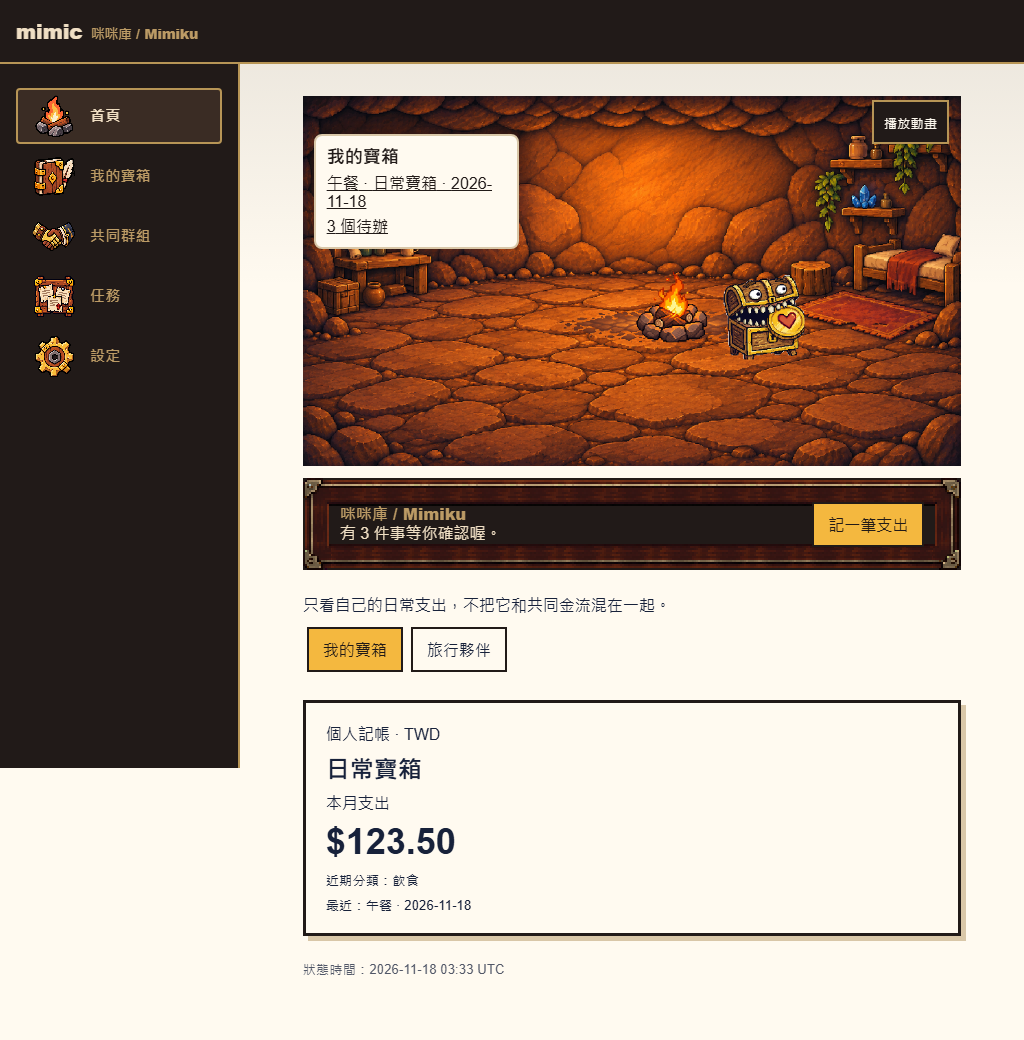 mimic 咪咪庫 / Mimiku
首頁
我的寶箱
共同群組
任務
設定
播放動畫
我的寶箱
午餐 · 日常寶箱 · 2026-
11-18
3 個待辦
咪咪庫 / Mimiku
有 3 件事等你確認喔。
記一筆支出
只看自己的日常支出，不把它和共同金流混在一起。
我的寶箱
旅行夥伴
個人記帳 · TWD
日常寶箱
本月支出
$123.50
近期分類：飲食
最近：午餐 · 2026-11-18
狀態時間：2026-11-18 03:33 UTC